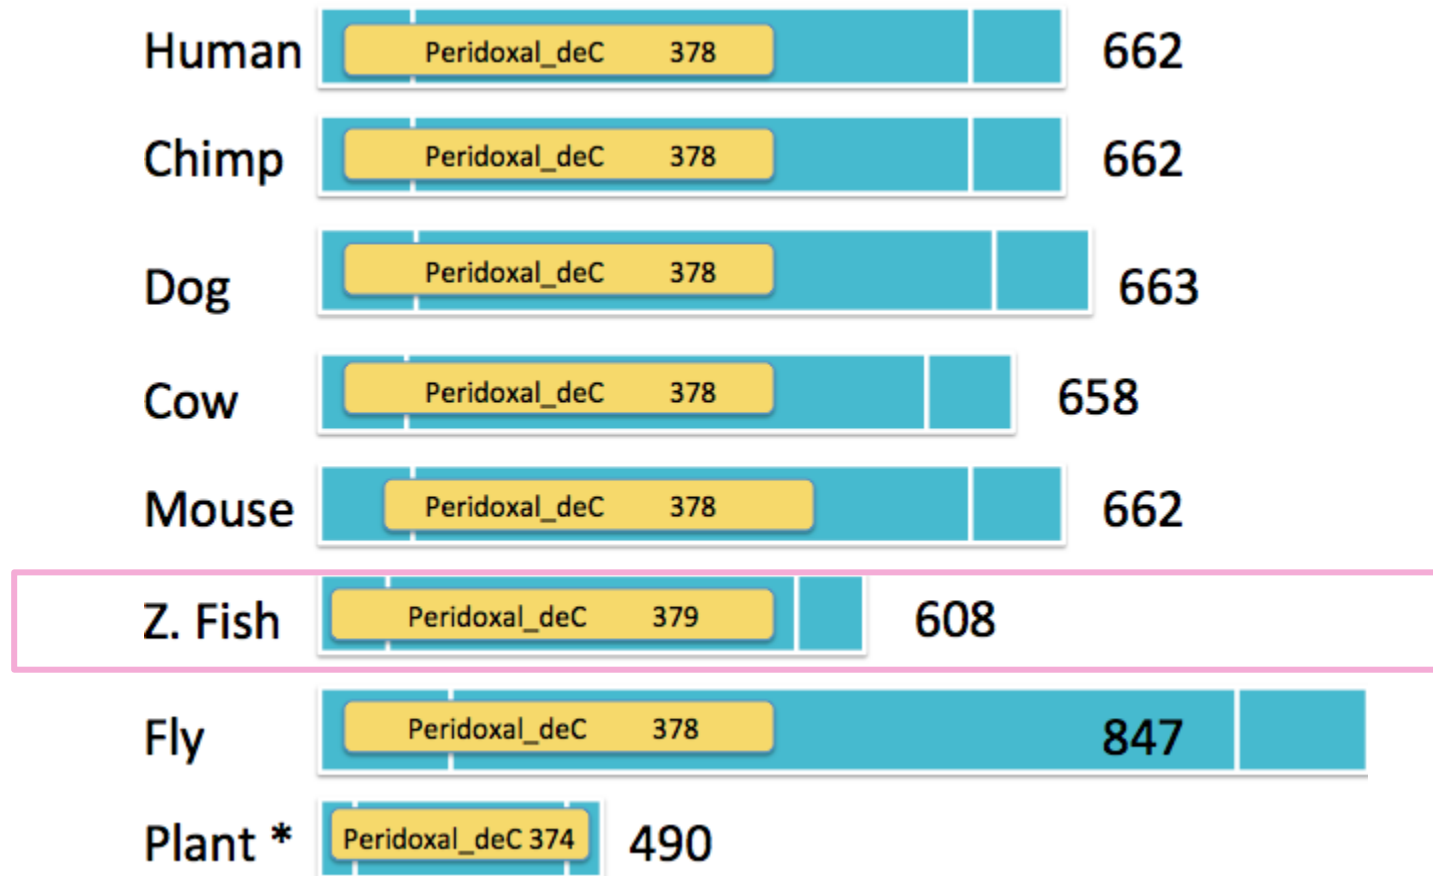 Human Peridoxal_deC 378 662
Chimp Peridoxal_deC 378 662
Dog Peridoxal_deC 378 663
Cow Peridoxal_deC 378 658
Mouse Peridoxal_deC 378 662
Z. Fish Peridoxal_deC 379 608
Fly Peridoxal_deC 378 847
Plant * Peridoxal_deC 374 490